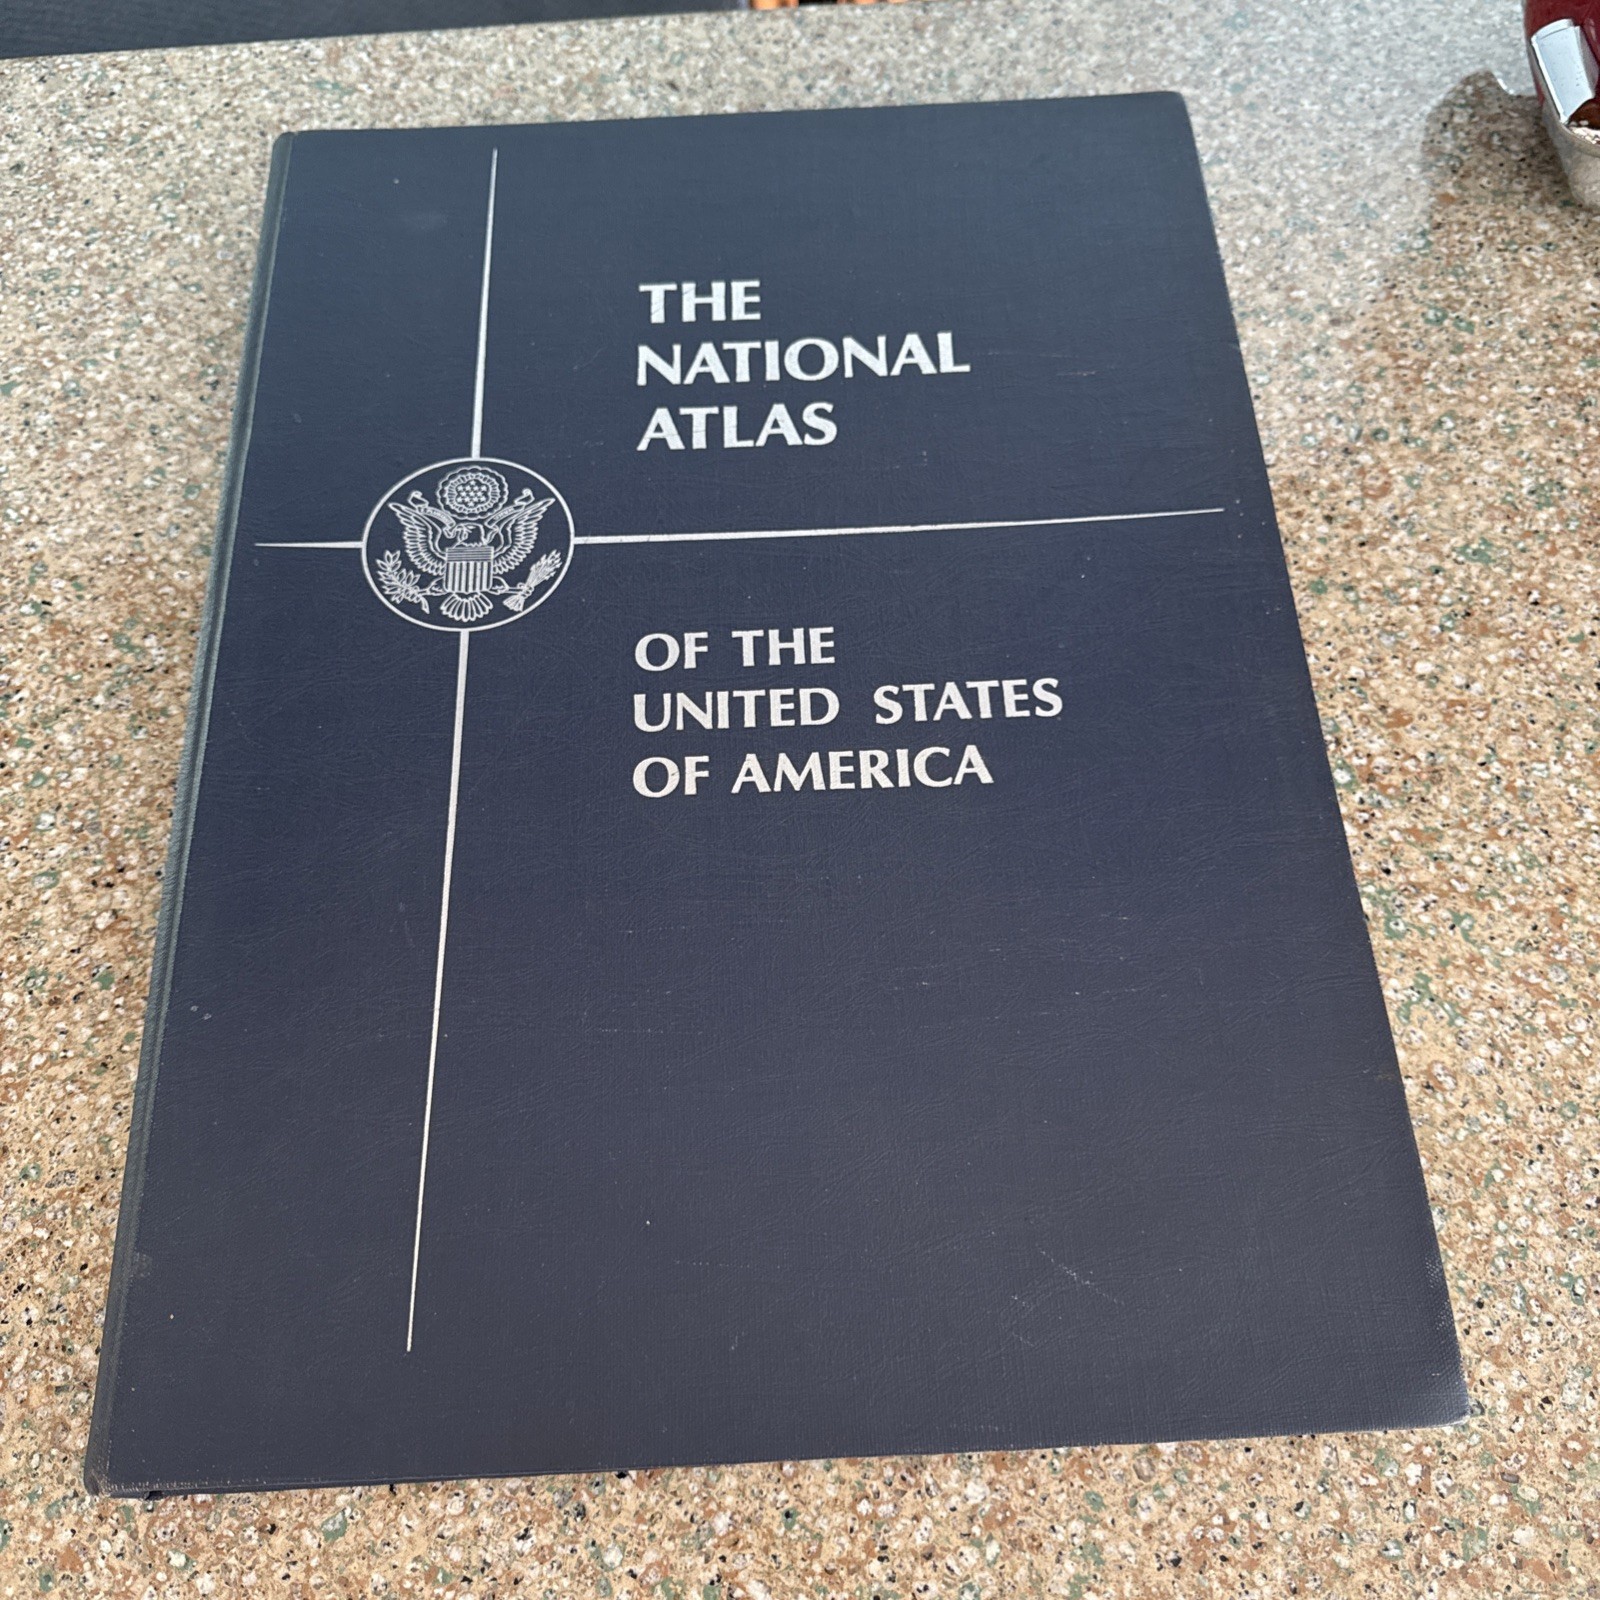 THE
NATIONAL
ATLAS
OF THE
UNITED STATES
OF AMERICA